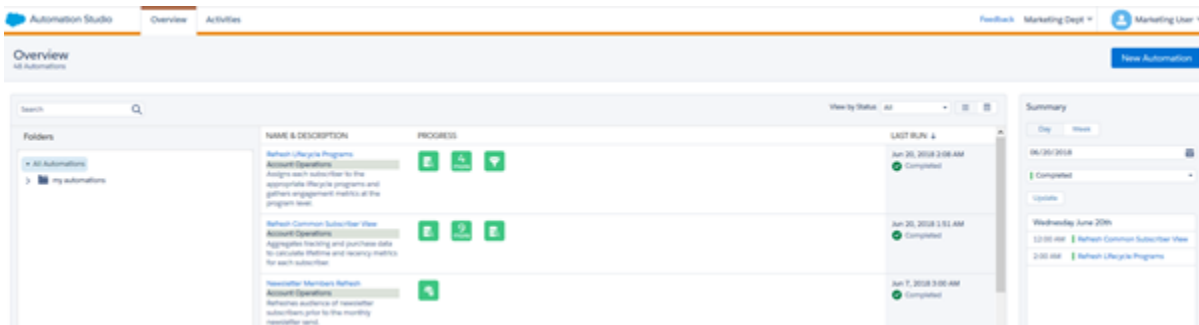 Automation Studio
Overview
Activities
Feedback
Marketing Dept
Marketing User
Overview
48 Automations
New Automation
Search
View by Status
All
Summary
Folders
NAME & DESCRIPTION
PROGRESS
LAST RUN
Day
Week
All Automations
my automations
Refresh Lifecycle Programs
Account Operations
Assigns each subscriber to the
appropriate lifecycle programs and
gathers engagement metrics at the
program level.
4
Jun 20, 2018 2:08 AM
Completed
06/20/2018
Completed
Update
Refresh Common Subscriber View
Account Operations
Aggregates tracking and purchase data
to calculate lifetime and recency metrics
for each subscriber.
9
Jun 20, 2018 1:51 AM
Completed
Wednesday, June 20th
12:00 AM Refresh Common Subscriber View
2:00 AM Refresh Lifecycle Programs
Newsletter Members Refresh
Account Operations
Refreshes audience of newsletter
subscribers prior to the monthly
newsletter send.
Jun 7, 2018 3:00 AM
Completed